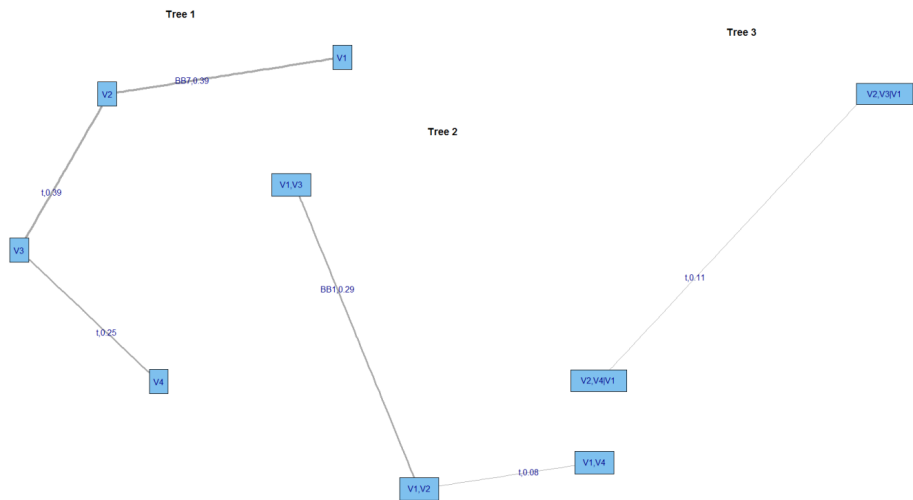 Tree 1
V1
BB7,0.39
V2
t,0.39
V3
t,0.25
V4
Tree 2
V1,V3
BB1,0.29
V1,V2
t,0.08
V1,V4
Tree 3
V2,V3|V1
t,0.11
V2,V4|V1